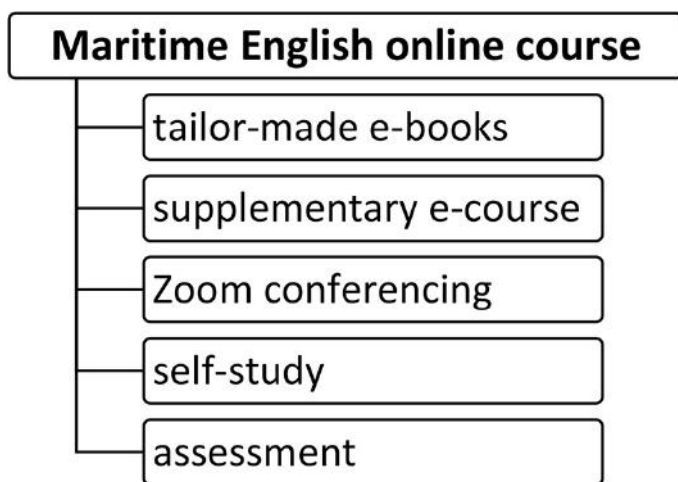 Maritime English online course
tailor-made e-books
supplementary e-course
Zoom conferencing
self-study
assessment